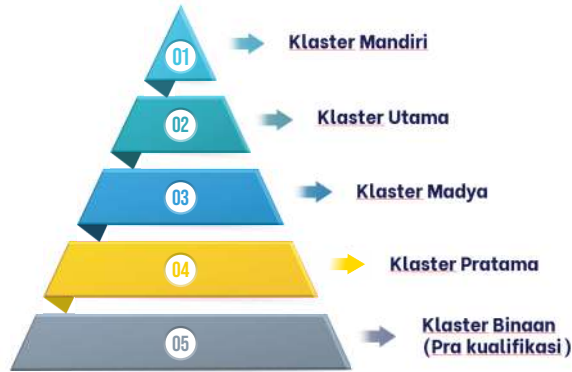 01
Klaster Mandiri
02
Klaster Utama
03
Klaster Madya
04
Klaster Pratama
05
Klaster Binaan
(Pra kualifikasi)